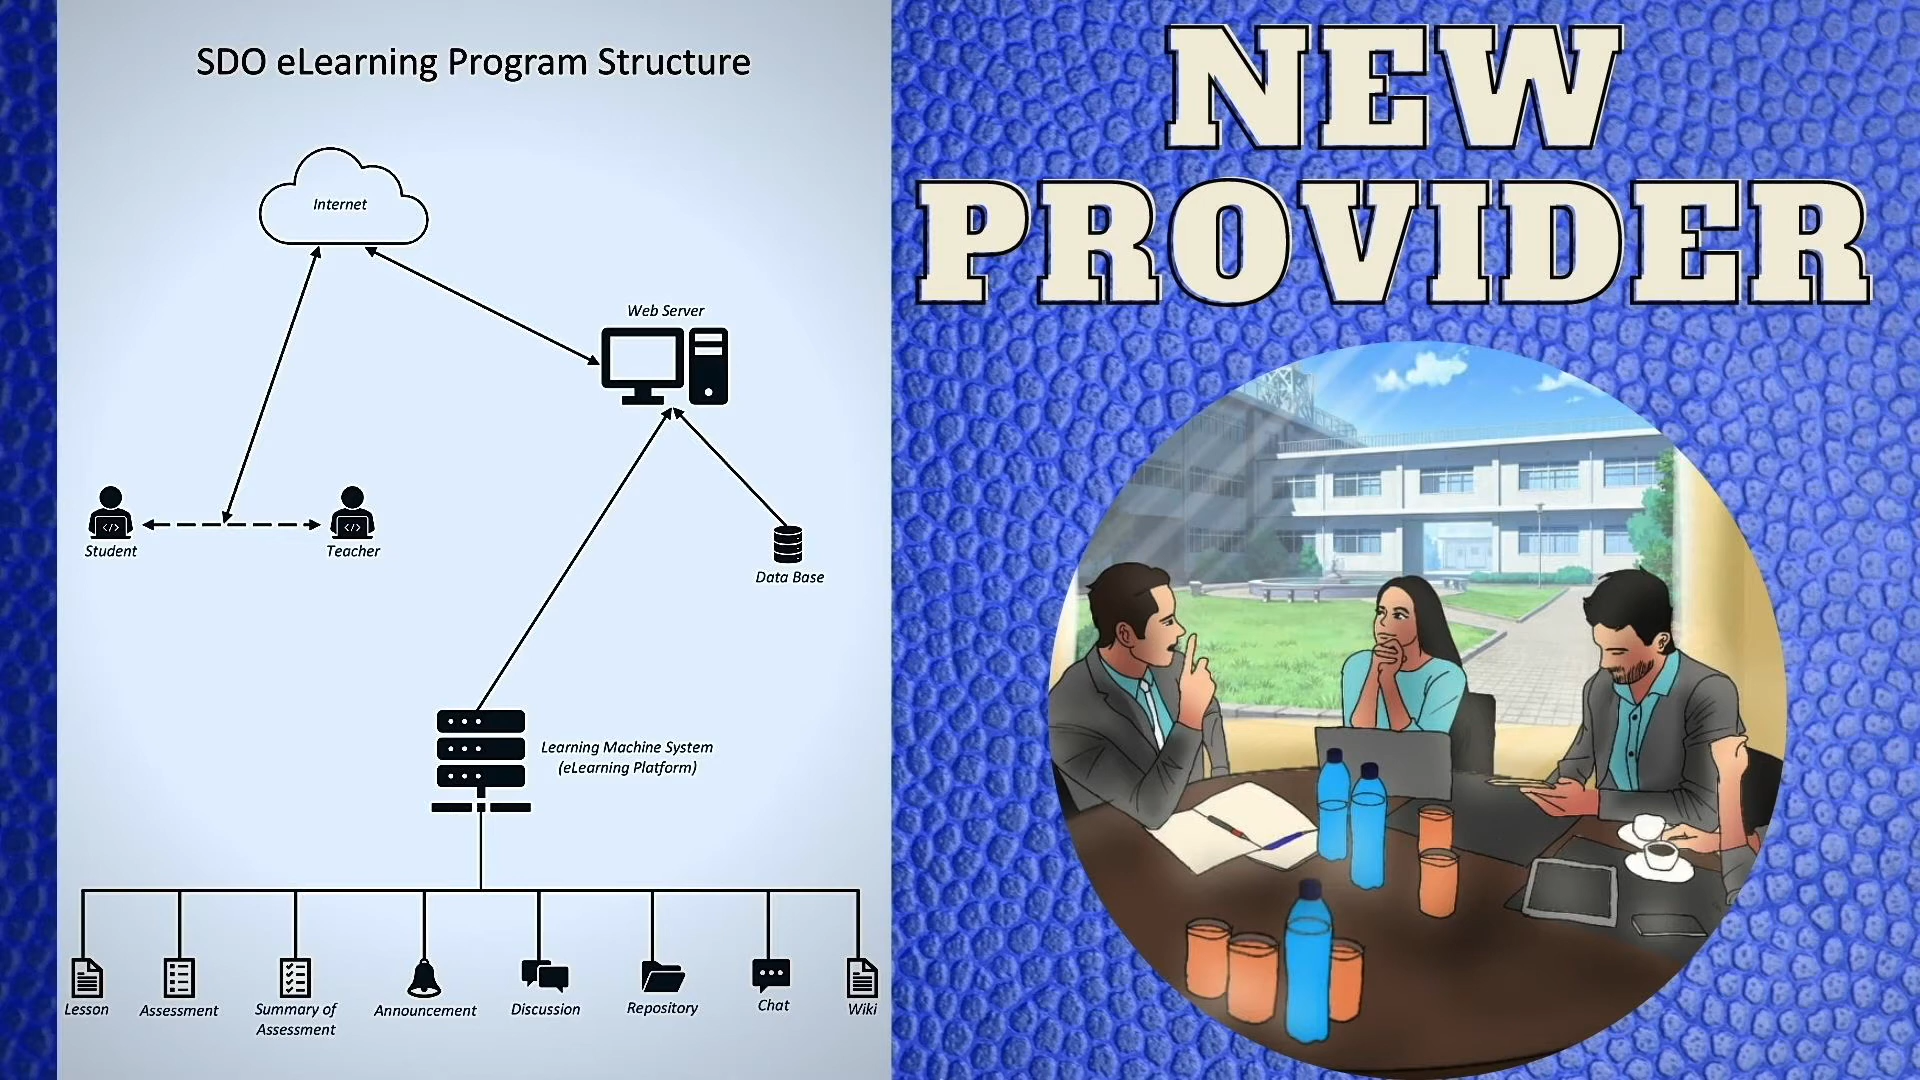 SDO eLearning Program Structure
Internet
Web Server
Student
Teacher
Data Base
Learning Machine System
(eLearning Platform)
Lesson
Assessment
Summary of
Assessment
Announcement
Discussion
Repository
Chat
Wiki
NEW
PROVIDER